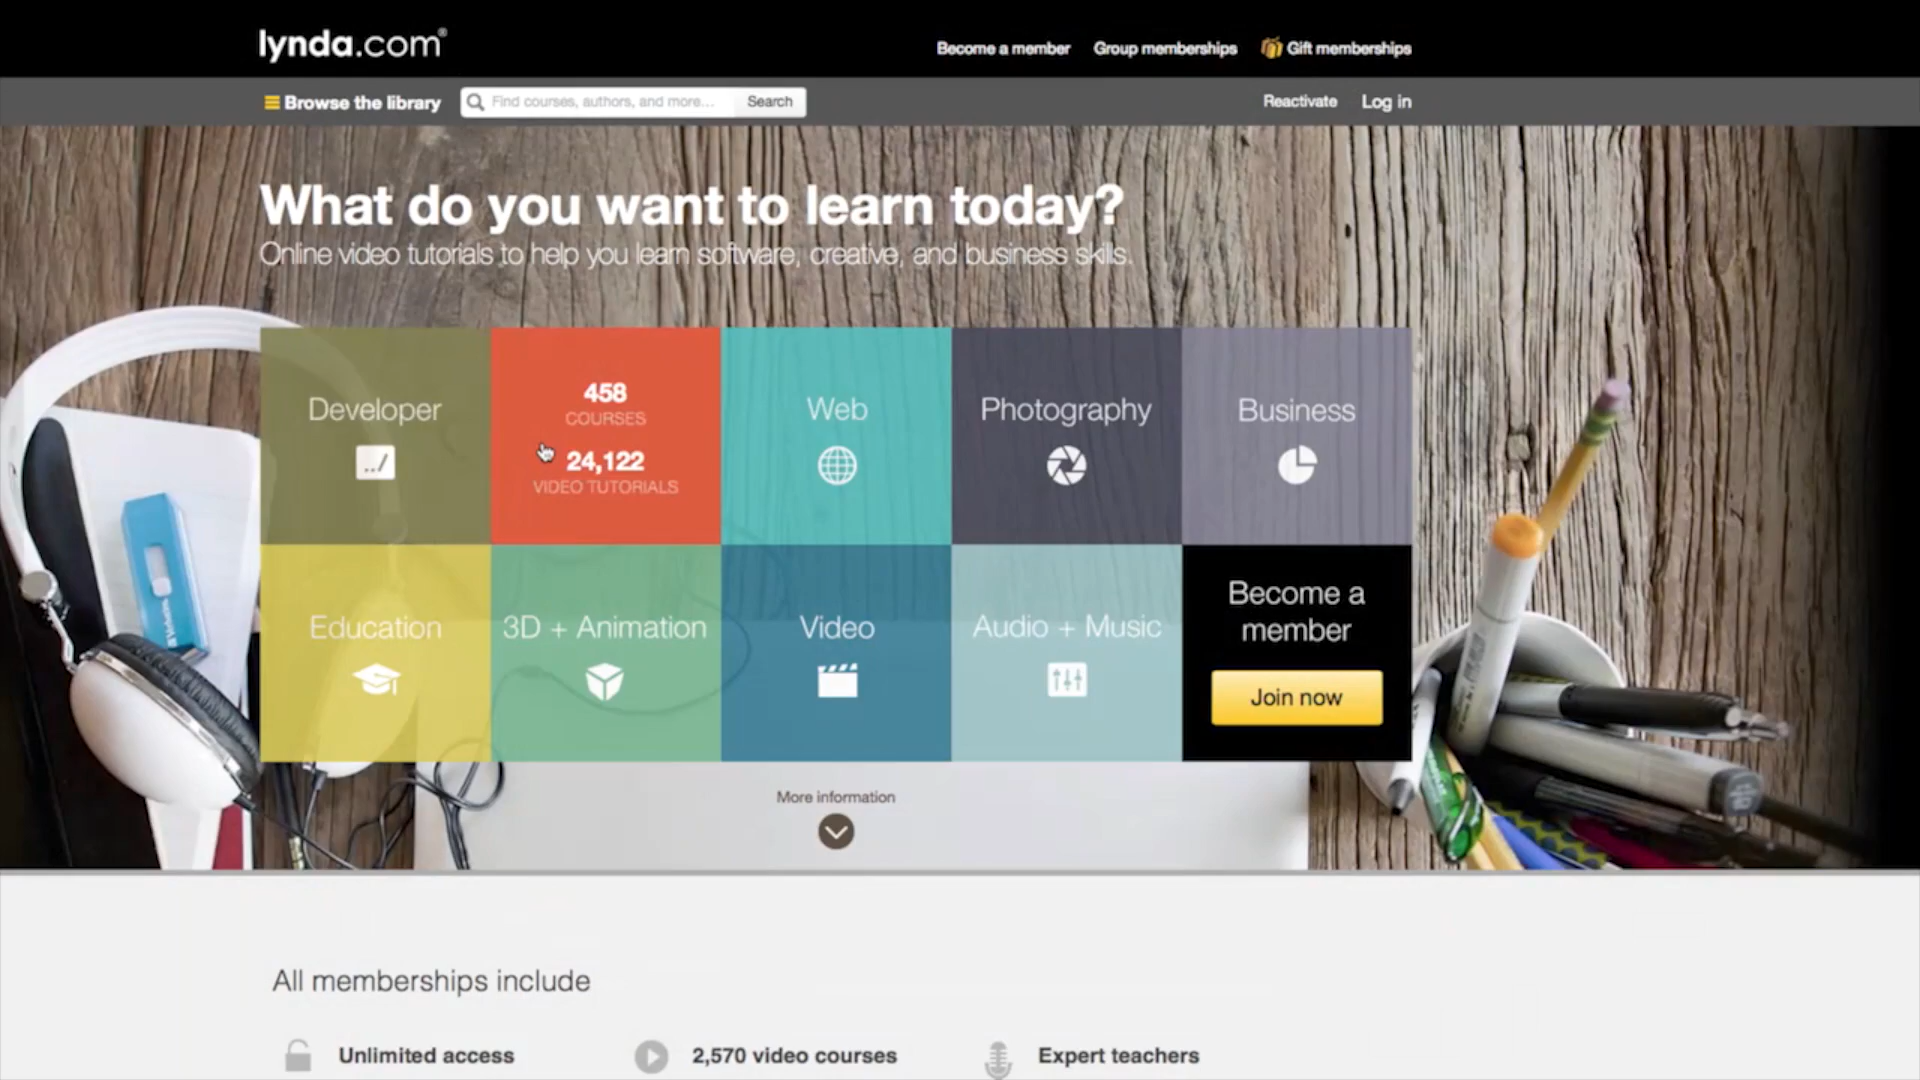 lynda.com®
Become a member
Group memberships
Gift memberships
Browse the library
Find courses, authors, and more...
Search
Reactivate
Log in
What do you want to learn today?
Online video tutorials to help you learn software, creative, and business skills.
Developer
../
458
COURSES
24,122
VIDEO TUTORIALS
Web
Photography
Business
Education
3D + Animation
Video
Audio + Music
Become a
member
Join now
More information
All memberships include
Unlimited access
2,570 video courses
Expert teachers